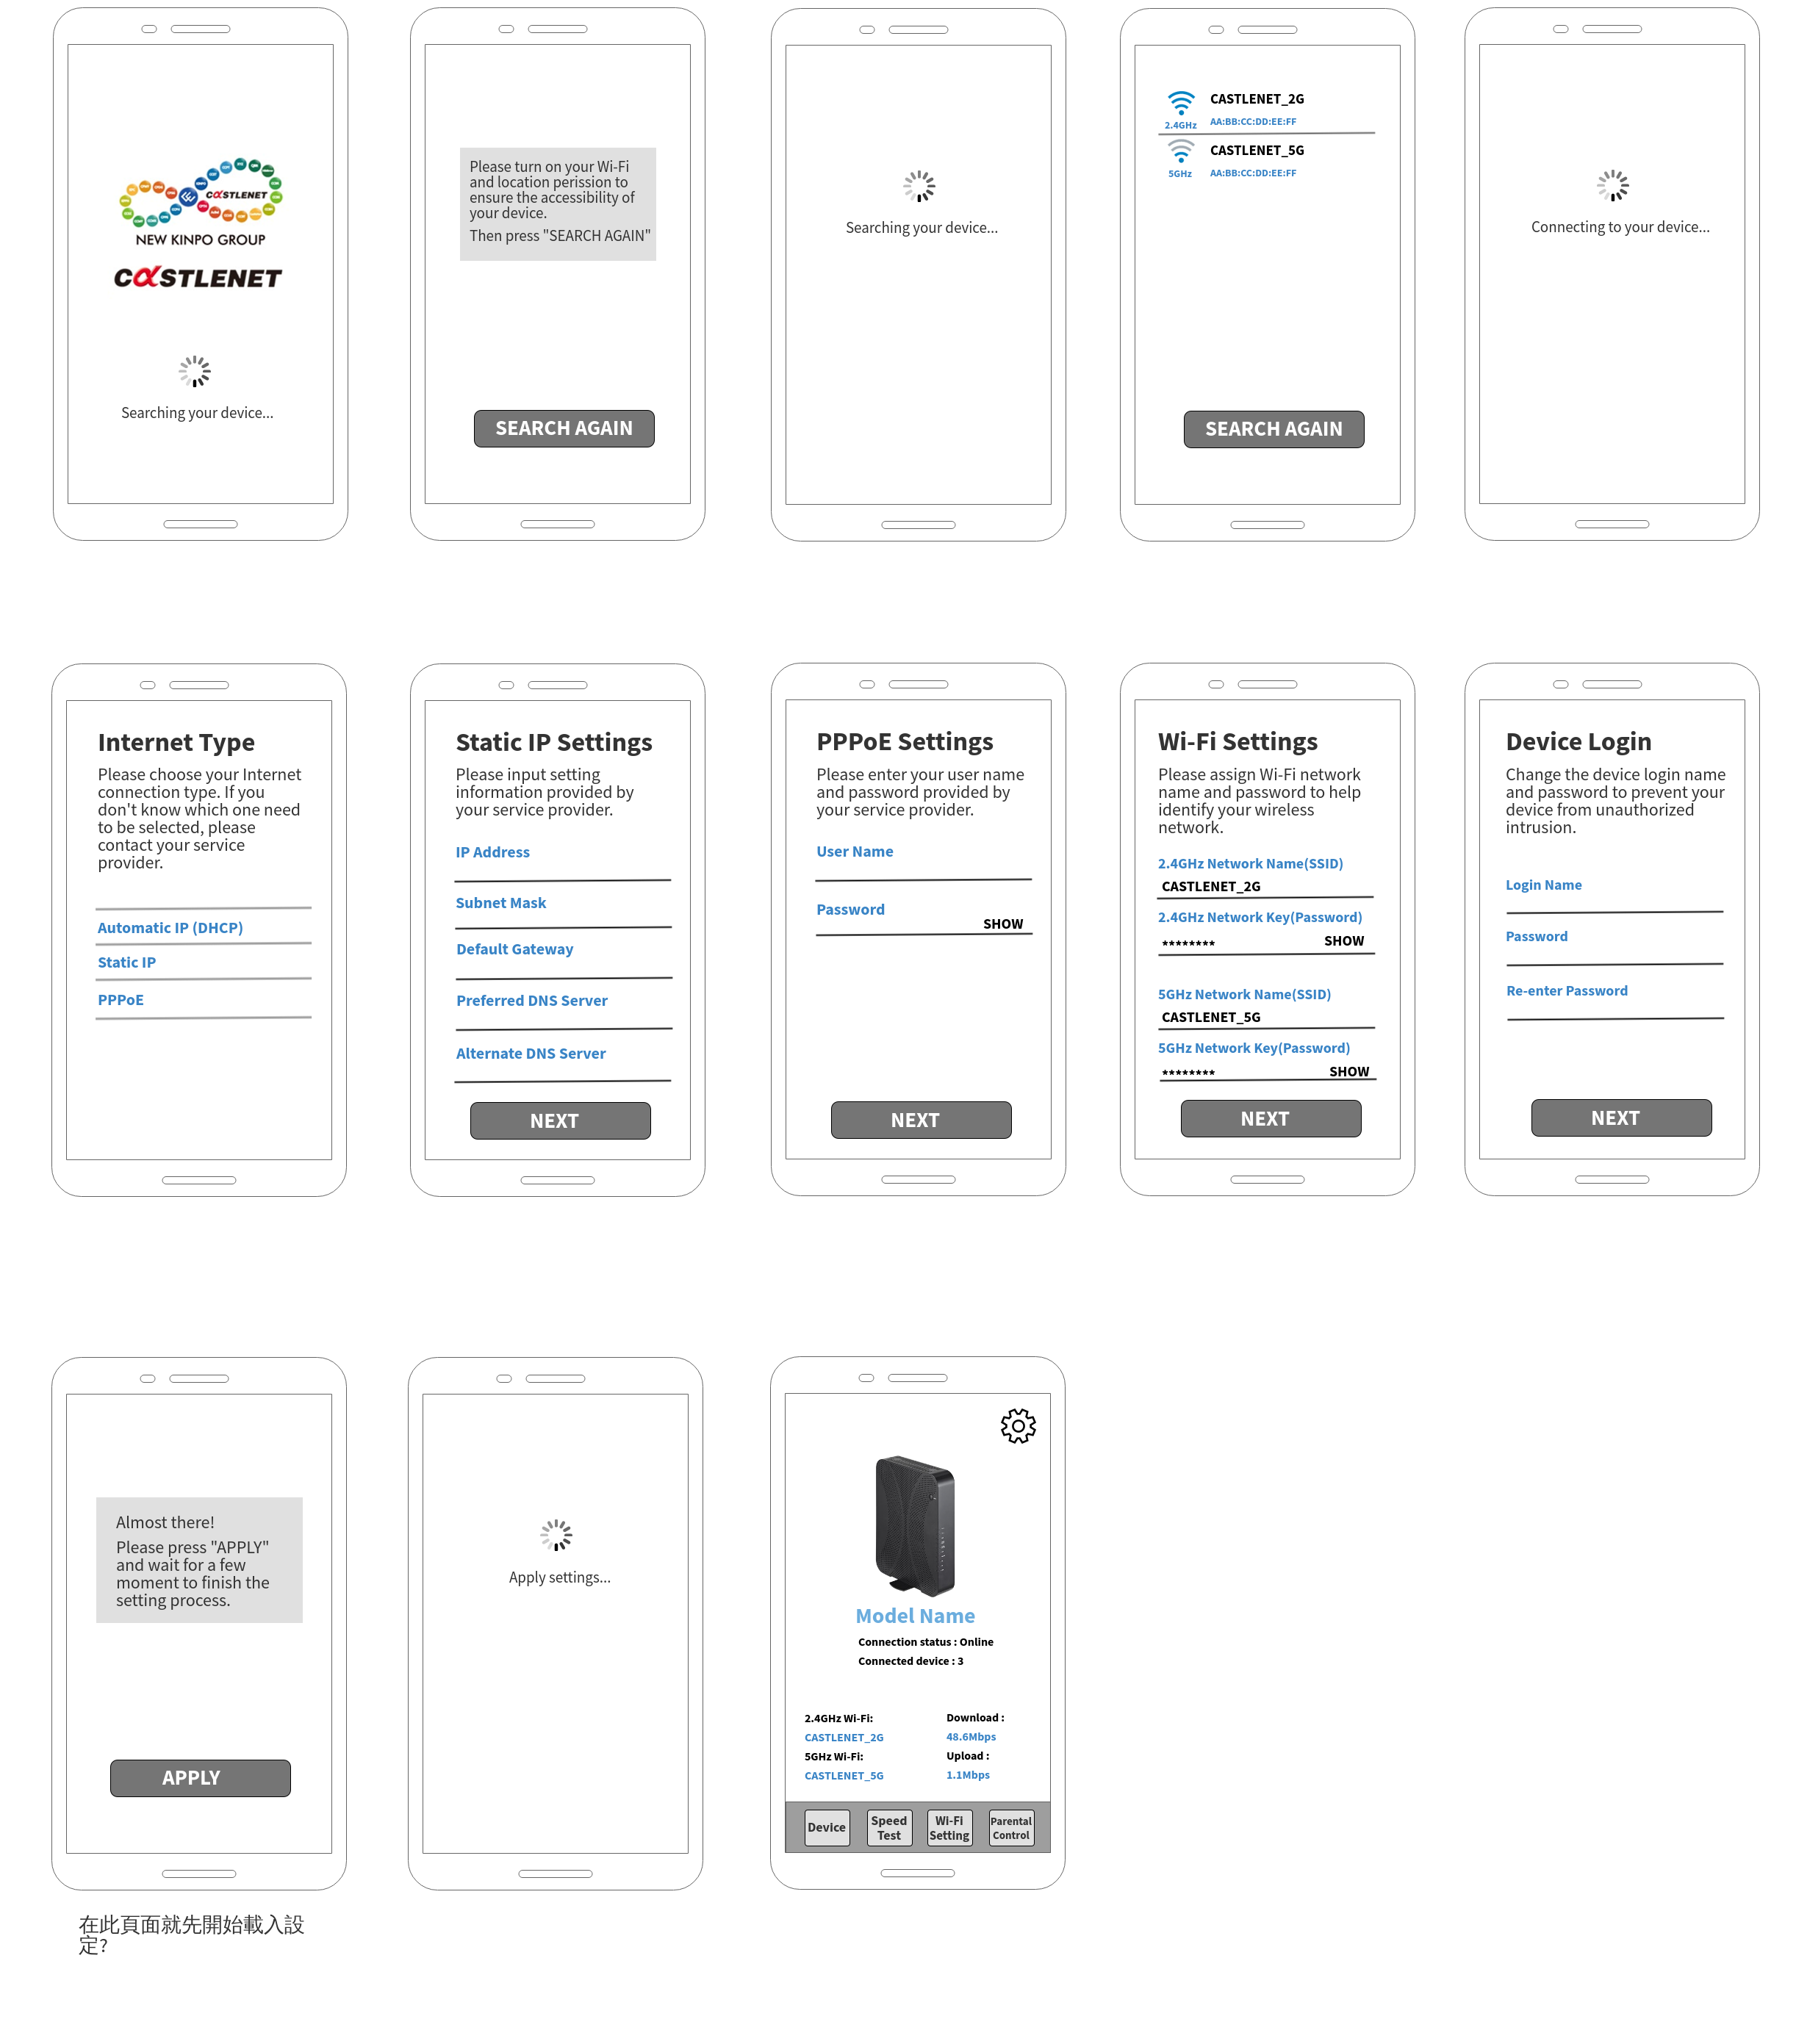 CαSTLENET
NEW KINPO GROUP
CαSTLENET
Searching your device...
Please turn on your Wi-Fi
and location perission to
ensure the accessibility of
your device.
Then press "SEARCH AGAIN"
SEARCH AGAIN
Searching your device...
CASTLENET_2G
2.4GHz
AA:BB:CC:DD:EE:FF
CASTLENET_5G
5GHz
AA:BB:CC:DD:EE:FF
SEARCH AGAIN
Connecting to your device...
Internet Type
Please choose your Internet
connection type. If you
don't know which one need
to be selected, please
contact your service
provider.
Automatic IP (DHCP)
Static IP
PPPoE
Static IP Settings
Please input setting
information provided by
your service provider.
IP Address
Subnet Mask
Default Gateway
Preferred DNS Server
Alternate DNS Server
NEXT
PPPoE Settings
Please enter your user name
and password provided by
your service provider.
User Name
Password
SHOW
NEXT
Wi-Fi Settings
Please assign Wi-Fi network
name and password to help
identify your wireless
network.
2.4GHz Network Name(SSID)
CASTLENET_2G
2.4GHz Network Key(Password)
******** SHOW
5GHz Network Name(SSID)
CASTLENET_5G
5GHz Network Key(Password)
******** SHOW
NEXT
Device Login
Change the device login name
and password to prevent your
device from unauthorized
intrusion.
Login Name
Password
Re-enter Password
NEXT
Almost there!
Please press "APPLY"
and wait for a few
moment to finish the
setting process.
APPLY
在此頁面就先開始載入設
定?
Apply settings...
Model Name
Connection status : Online
Connected device : 3
2.4GHz Wi-Fi:
CASTLENET_2G
5GHz Wi-Fi:
CASTLENET_5G
Download :
48.6Mbps
Upload :
1.1Mbps
Device
Speed
Test
Wi-Fi
Setting
Parental
Control